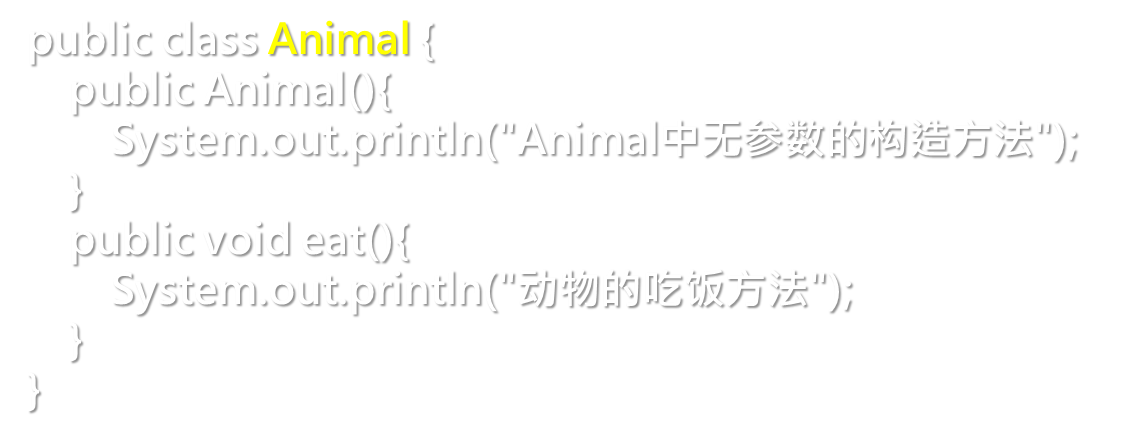 public class Animal {
public Animal(){
System.out.println("Animal中无参数的构造方法");
}
public void eat(){
System.out.println("动物的吃饭方法");
}
}